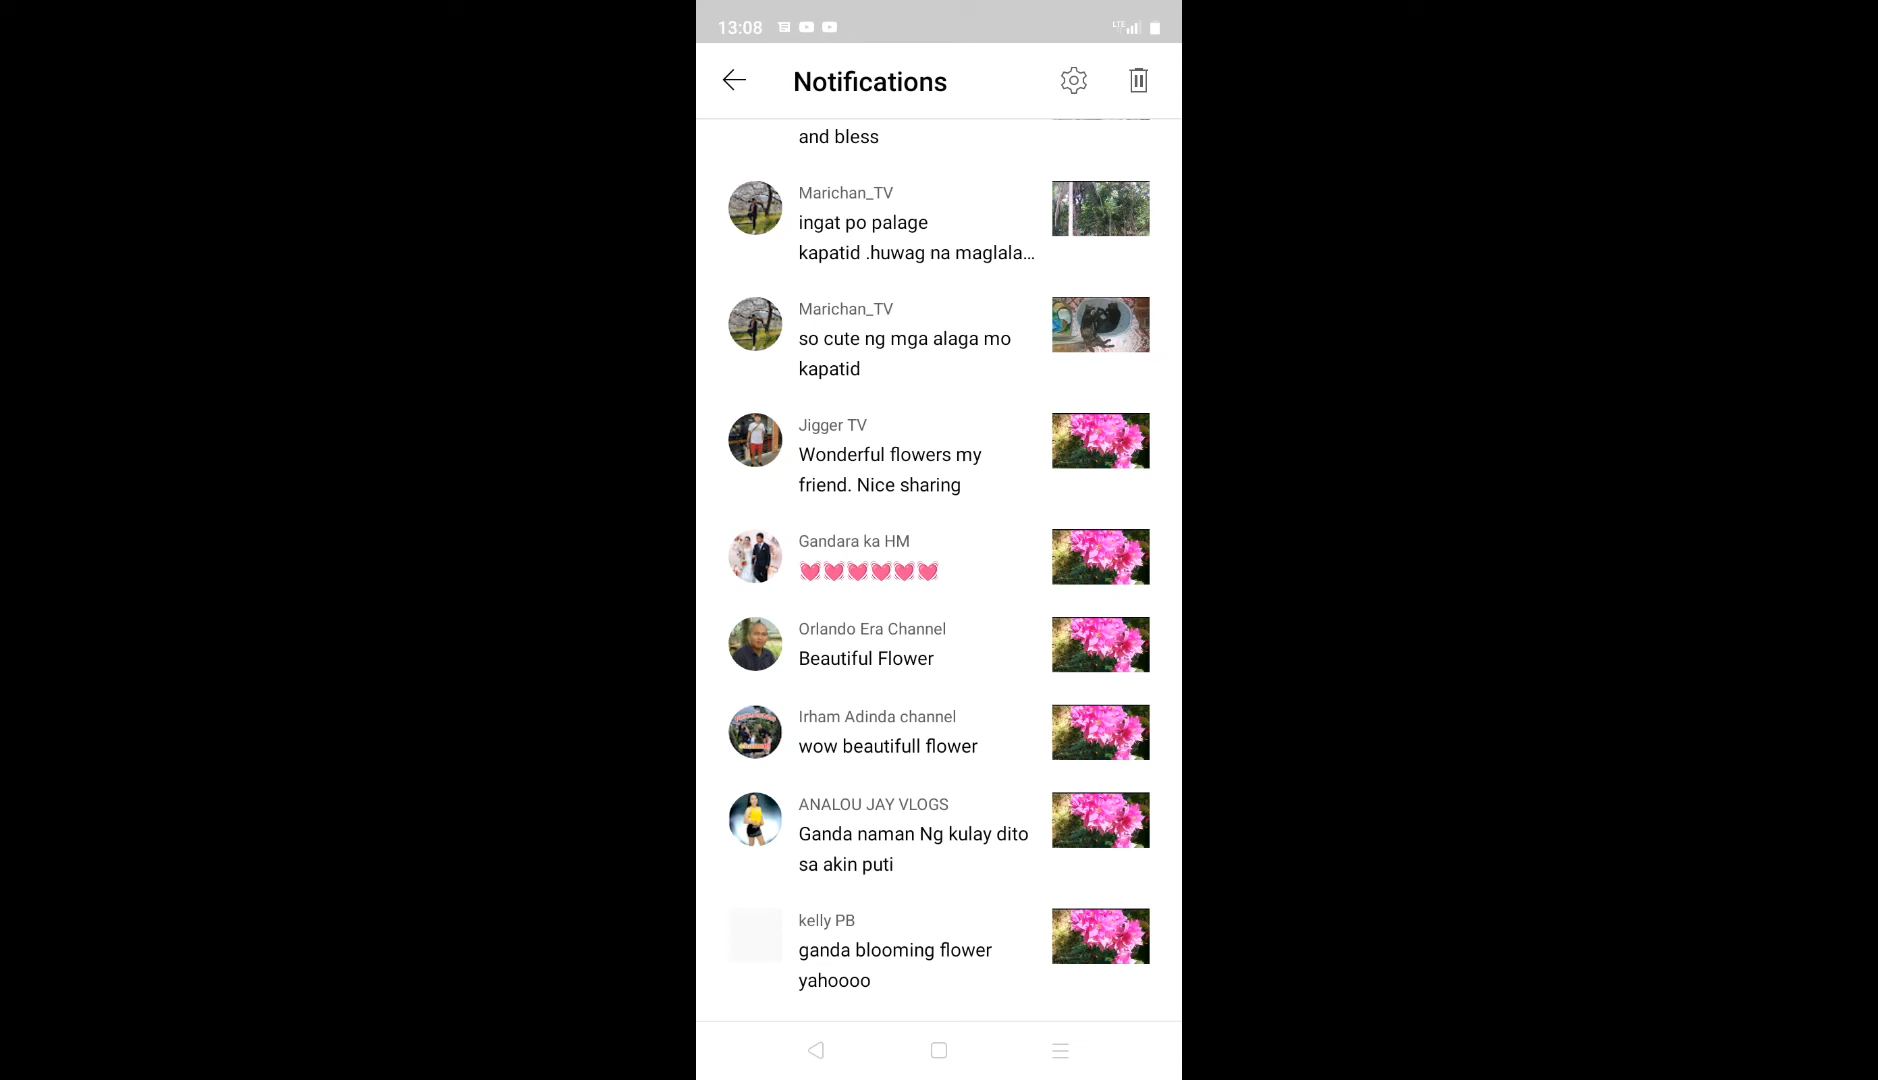 13:08
LTE
Notifications
and bless
Marichan_TV
ingat po palage
kapatid .huwag na maglala...
Marichan_TV
so cute ng mga alaga mo
kapatid
Jigger TV
Wonderful flowers my
friend. Nice sharing
Gandara ka HM
💓💓💓💓💓💓
Orlando Era Channel
Beautiful Flower
Irham Adinda channel
wow beautifull flower
ANALOU JAY VLOGS
Ganda naman Ng kulay dito
sa akin puti
kelly PB
ganda blooming flower
yahoooo